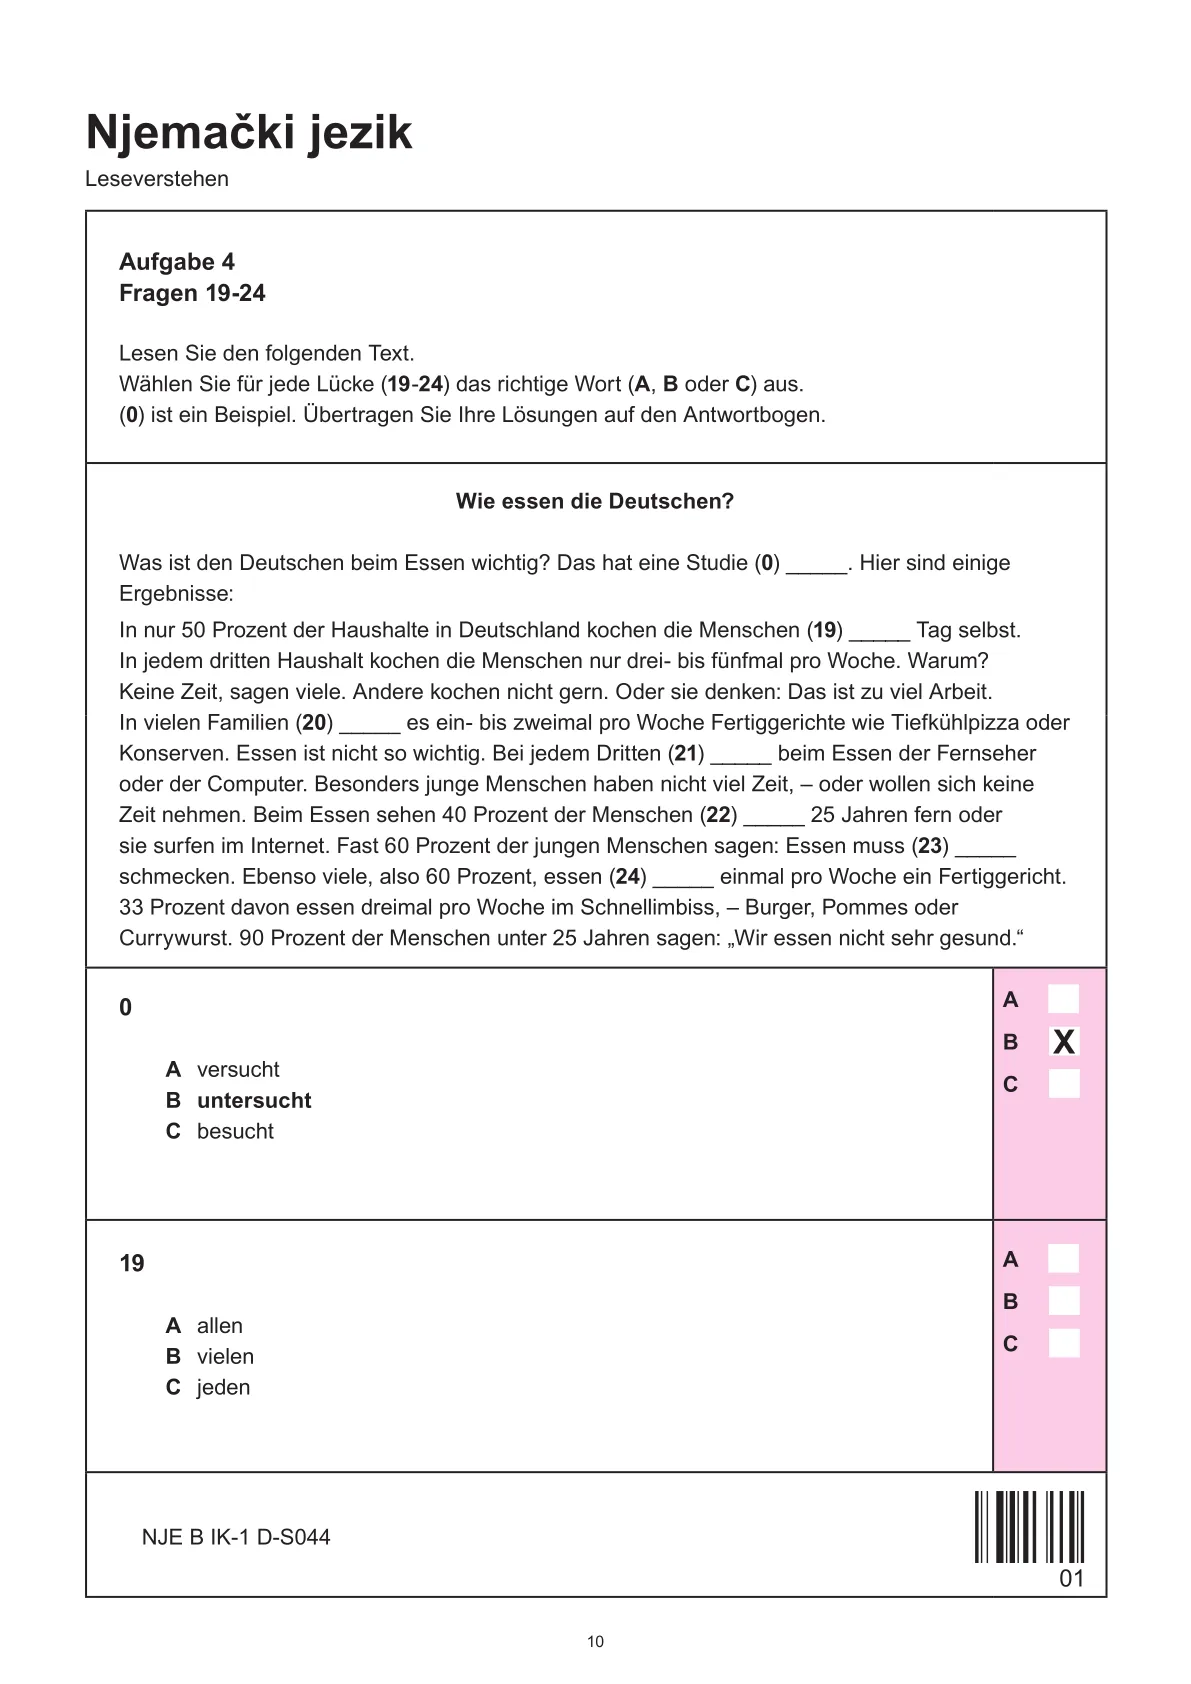 Njemački jezik
Leseverstehen
Aufgabe 4
Fragen 19-24
Lesen Sie den folgenden Text.
Wählen Sie für jede Lücke (19-24) das richtige Wort (A, B oder C) aus.
(0) ist ein Beispiel. Übertragen Sie Ihre Lösungen auf den Antwortbogen.
Wie essen die Deutschen?
Was ist den Deutschen beim Essen wichtig? Das hat eine Studie (0) _____. Hier sind einige
Ergebnisse:
In nur 50 Prozent der Haushalte in Deutschland kochen die Menschen (19) _____ Tag selbst.
In jedem dritten Haushalt kochen die Menschen nur drei- bis fünfmal pro Woche. Warum?
Keine Zeit, sagen viele. Andere kochen nicht gern. Oder sie denken: Das ist zu viel Arbeit.
In vielen Familien (20) _____ es ein- bis zweimal pro Woche Fertiggerichte wie Tiefkühlpizza oder
Konserven. Essen ist nicht so wichtig. Bei jedem Dritten (21) _____ beim Essen der Fernseher
oder der Computer. Besonders junge Menschen haben nicht viel Zeit, – oder wollen sich keine
Zeit nehmen. Beim Essen sehen 40 Prozent der Menschen (22) _____ 25 Jahren fern oder
sie surfen im Internet. Fast 60 Prozent der jungen Menschen sagen: Essen muss (23) _____
schmecken. Ebenso viele, also 60 Prozent, essen (24) _____ einmal pro Woche ein Fertiggericht.
33 Prozent davon essen dreimal pro Woche im Schnellimbiss, – Burger, Pommes oder
Currywurst. 90 Prozent der Menschen unter 25 Jahren sagen: „Wir essen nicht sehr gesund.“
0
A versucht
B untersucht
C besucht
A
B X
C
19
A allen
B vielen
C jeden
A
B
C
NJE B IK-1 D-S044
01
10